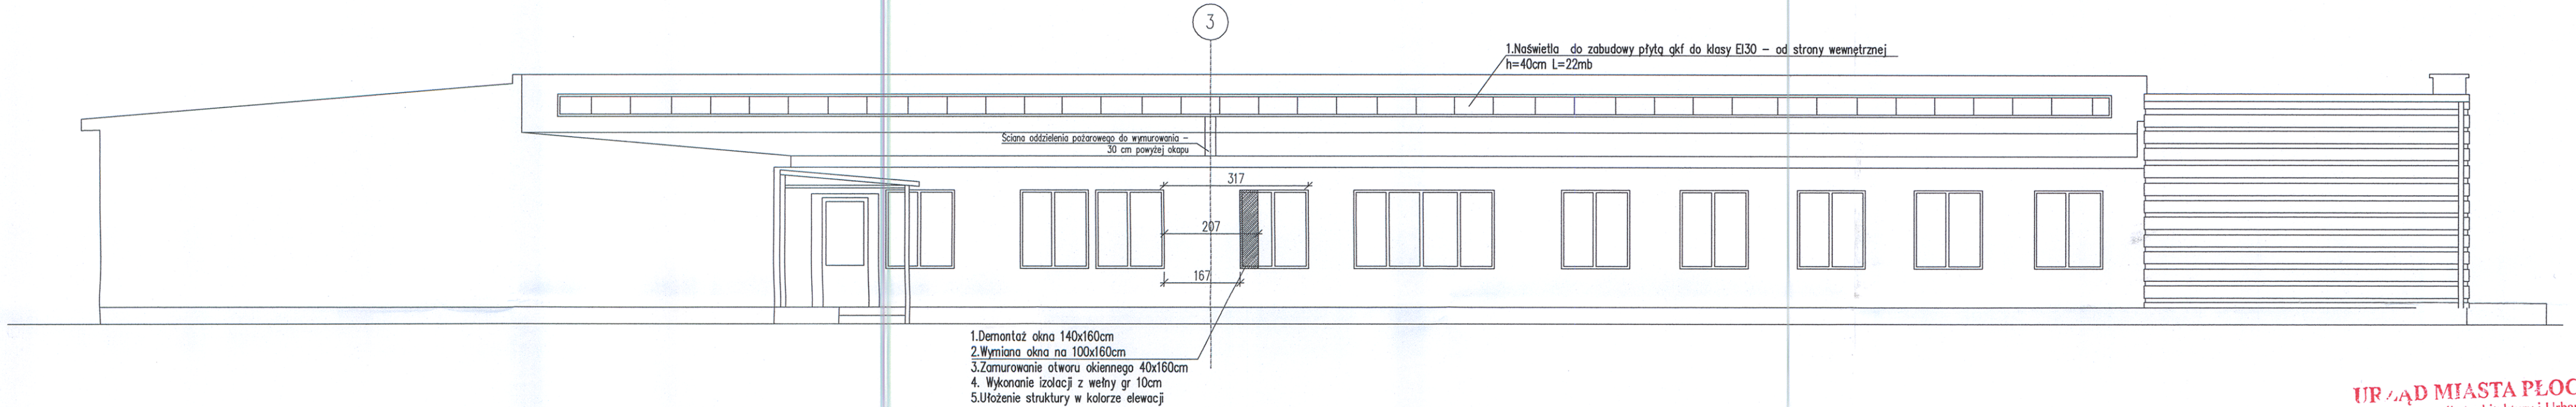 3
1.Naświetla do zabudowy płytą gkf do klasy EI30 – od strony wewnętrznej
h=40cm L=22mb
Ściana oddzielenia pożarowego do wymurowania –
30 cm powyżej okapu
317
207
167
1.Demontaż okna 140x160cm
2.Wymiana okna na 100x160cm
3.Zamurowanie otworu okiennego 40x160cm
4. Wykonanie izolacji z wełny gr 10cm
5.Ułożenie struktury w kolorze elewacji
URZĄD MIASTA PŁOC